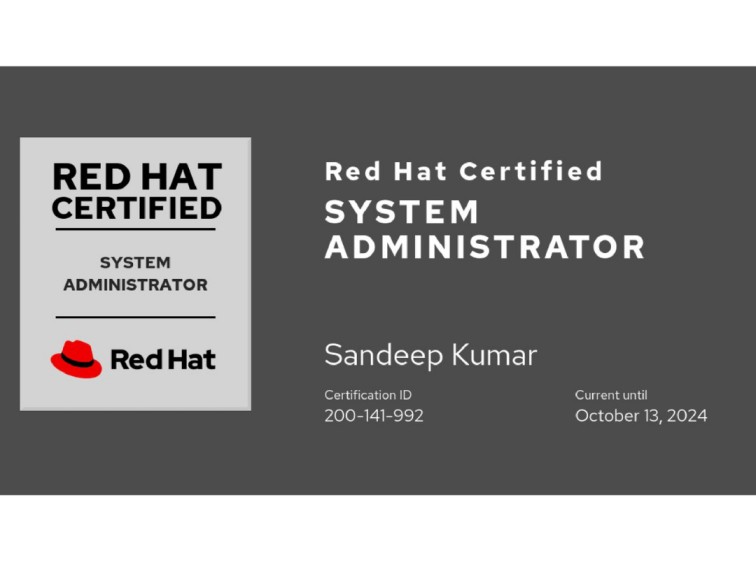 RED HAT
CERTIFIED
SYSTEM
ADMINISTRATOR
Red Hat
Red Hat Certified
SYSTEM
ADMINISTRATOR
Sandeep Kumar
Certification ID
200-141-992
Current until
October 13, 2024